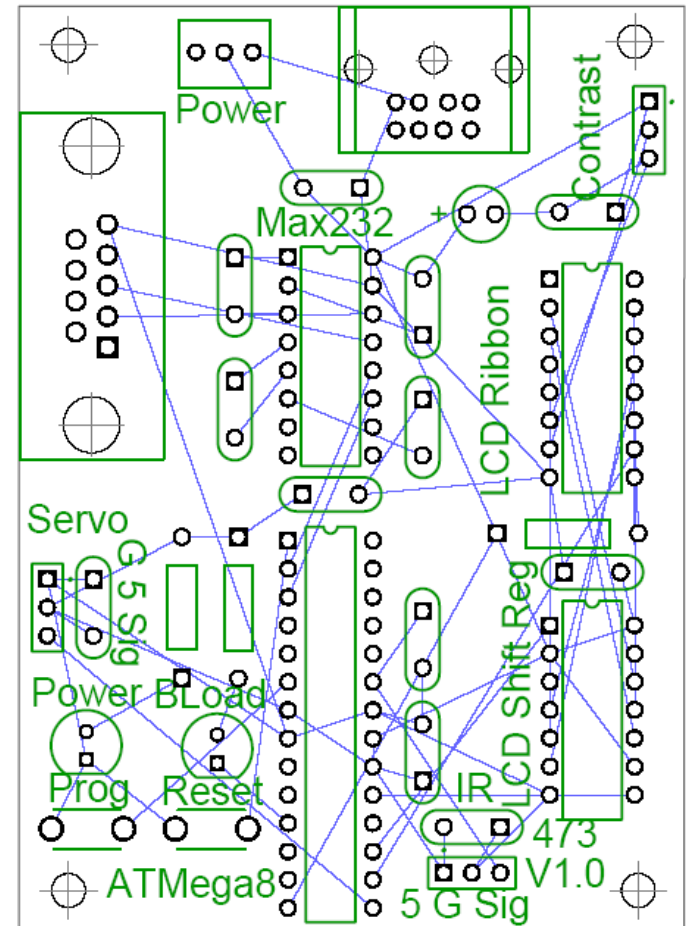 Power
Contrast
Max232
+
LCD Ribbon
Servo
G 5 Sig
LCD Shift Reg
Power BLoad
Prog
Reset
IR
473
ATMega8
V1.0
5 G Sig